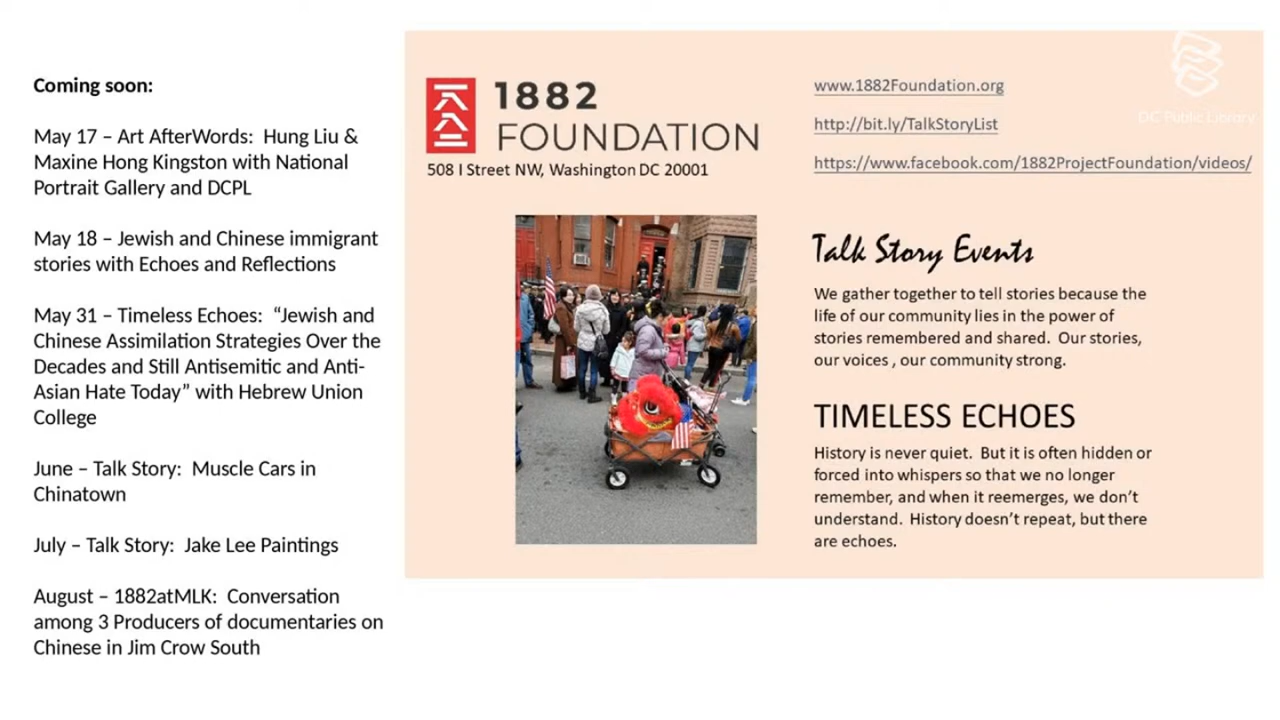 Coming soon:
May 17 – Art AfterWords:  Hung Liu &
Maxine Hong Kingston with National
Portrait Gallery and DCPL
May 18 – Jewish and Chinese immigrant
stories with Echoes and Reflections
May 31 – Timeless Echoes:  “Jewish and
Chinese Assimilation Strategies Over the
Decades and Still Antisemitic and Anti-
Asian Hate Today” with Hebrew Union
College
June – Talk Story:  Muscle Cars in
Chinatown
July – Talk Story:  Jake Lee Paintings
August – 1882atMLK:  Conversation
among 3 Producers of documentaries on
Chinese in Jim Crow South
1882
FOUNDATION
508 I Street NW, Washington DC 20001
www.1882Foundation.org
http://bit.ly/TalkStoryList
https://www.facebook.com/1882ProjectFoundation/videos/
DC Public Library
Talk Story Events
We gather together to tell stories because the
life of our community lies in the power of
stories remembered and shared.  Our stories,
our voices , our community strong.
TIMELESS ECHOES
History is never quiet.  But it is often hidden or
forced into whispers so that we no longer
remember, and when it reemerges, we don’t
understand.  History doesn’t repeat, but there
are echoes.